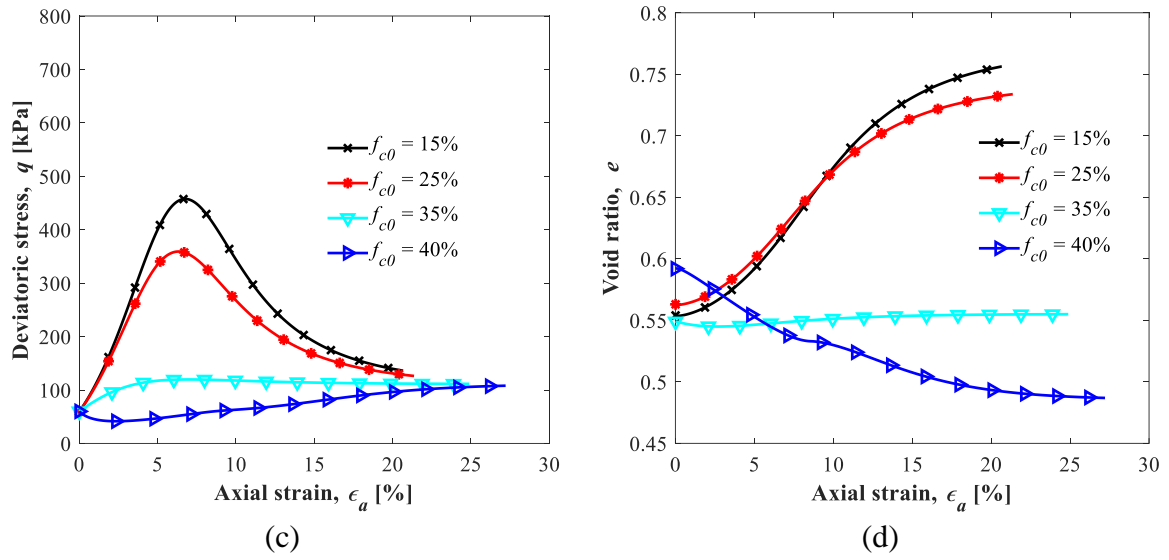 800
700
600
500
400
300
200
100
0
Deviatoric stress, q [kPa]
f_c0 = 15%
f_c0 = 25%
f_c0 = 35%
f_c0 = 40%
0 5 10 15 20 25 30
Axial strain, ϵ_a [%]
(c)
0.8
0.75
0.7
0.65
0.6
0.55
0.5
0.45
Void ratio, e
f_c0 = 15%
f_c0 = 25%
f_c0 = 35%
f_c0 = 40%
0 5 10 15 20 25 30
Axial strain, ϵ_a [%]
(d)